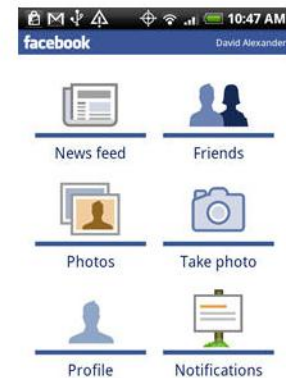 10:47 AM
facebook David Alexander
News feed Friends
Photos Take photo
Profile Notifications